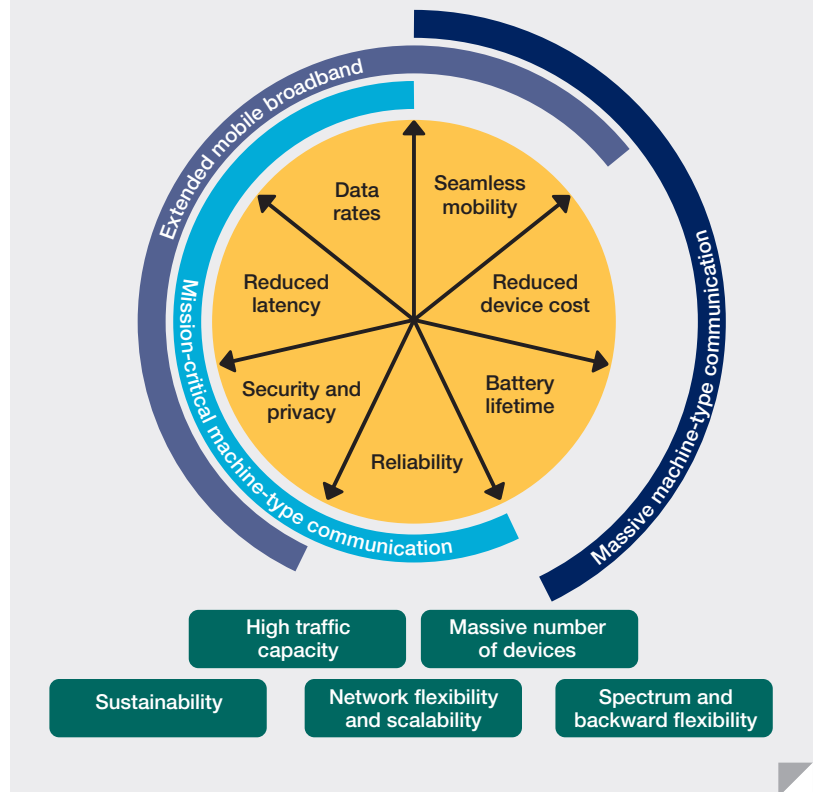 Extended mobile broadband
Mission-critical machine-type communication
Massive machine-type communication
Data
rates
Seamless
mobility
Reduced
latency
Reduced
device cost
Security and
privacy
Battery
lifetime
Reliability
High traffic
capacity
Massive number
of devices
Sustainability
Network flexibility
and scalability
Spectrum and
backward flexibility